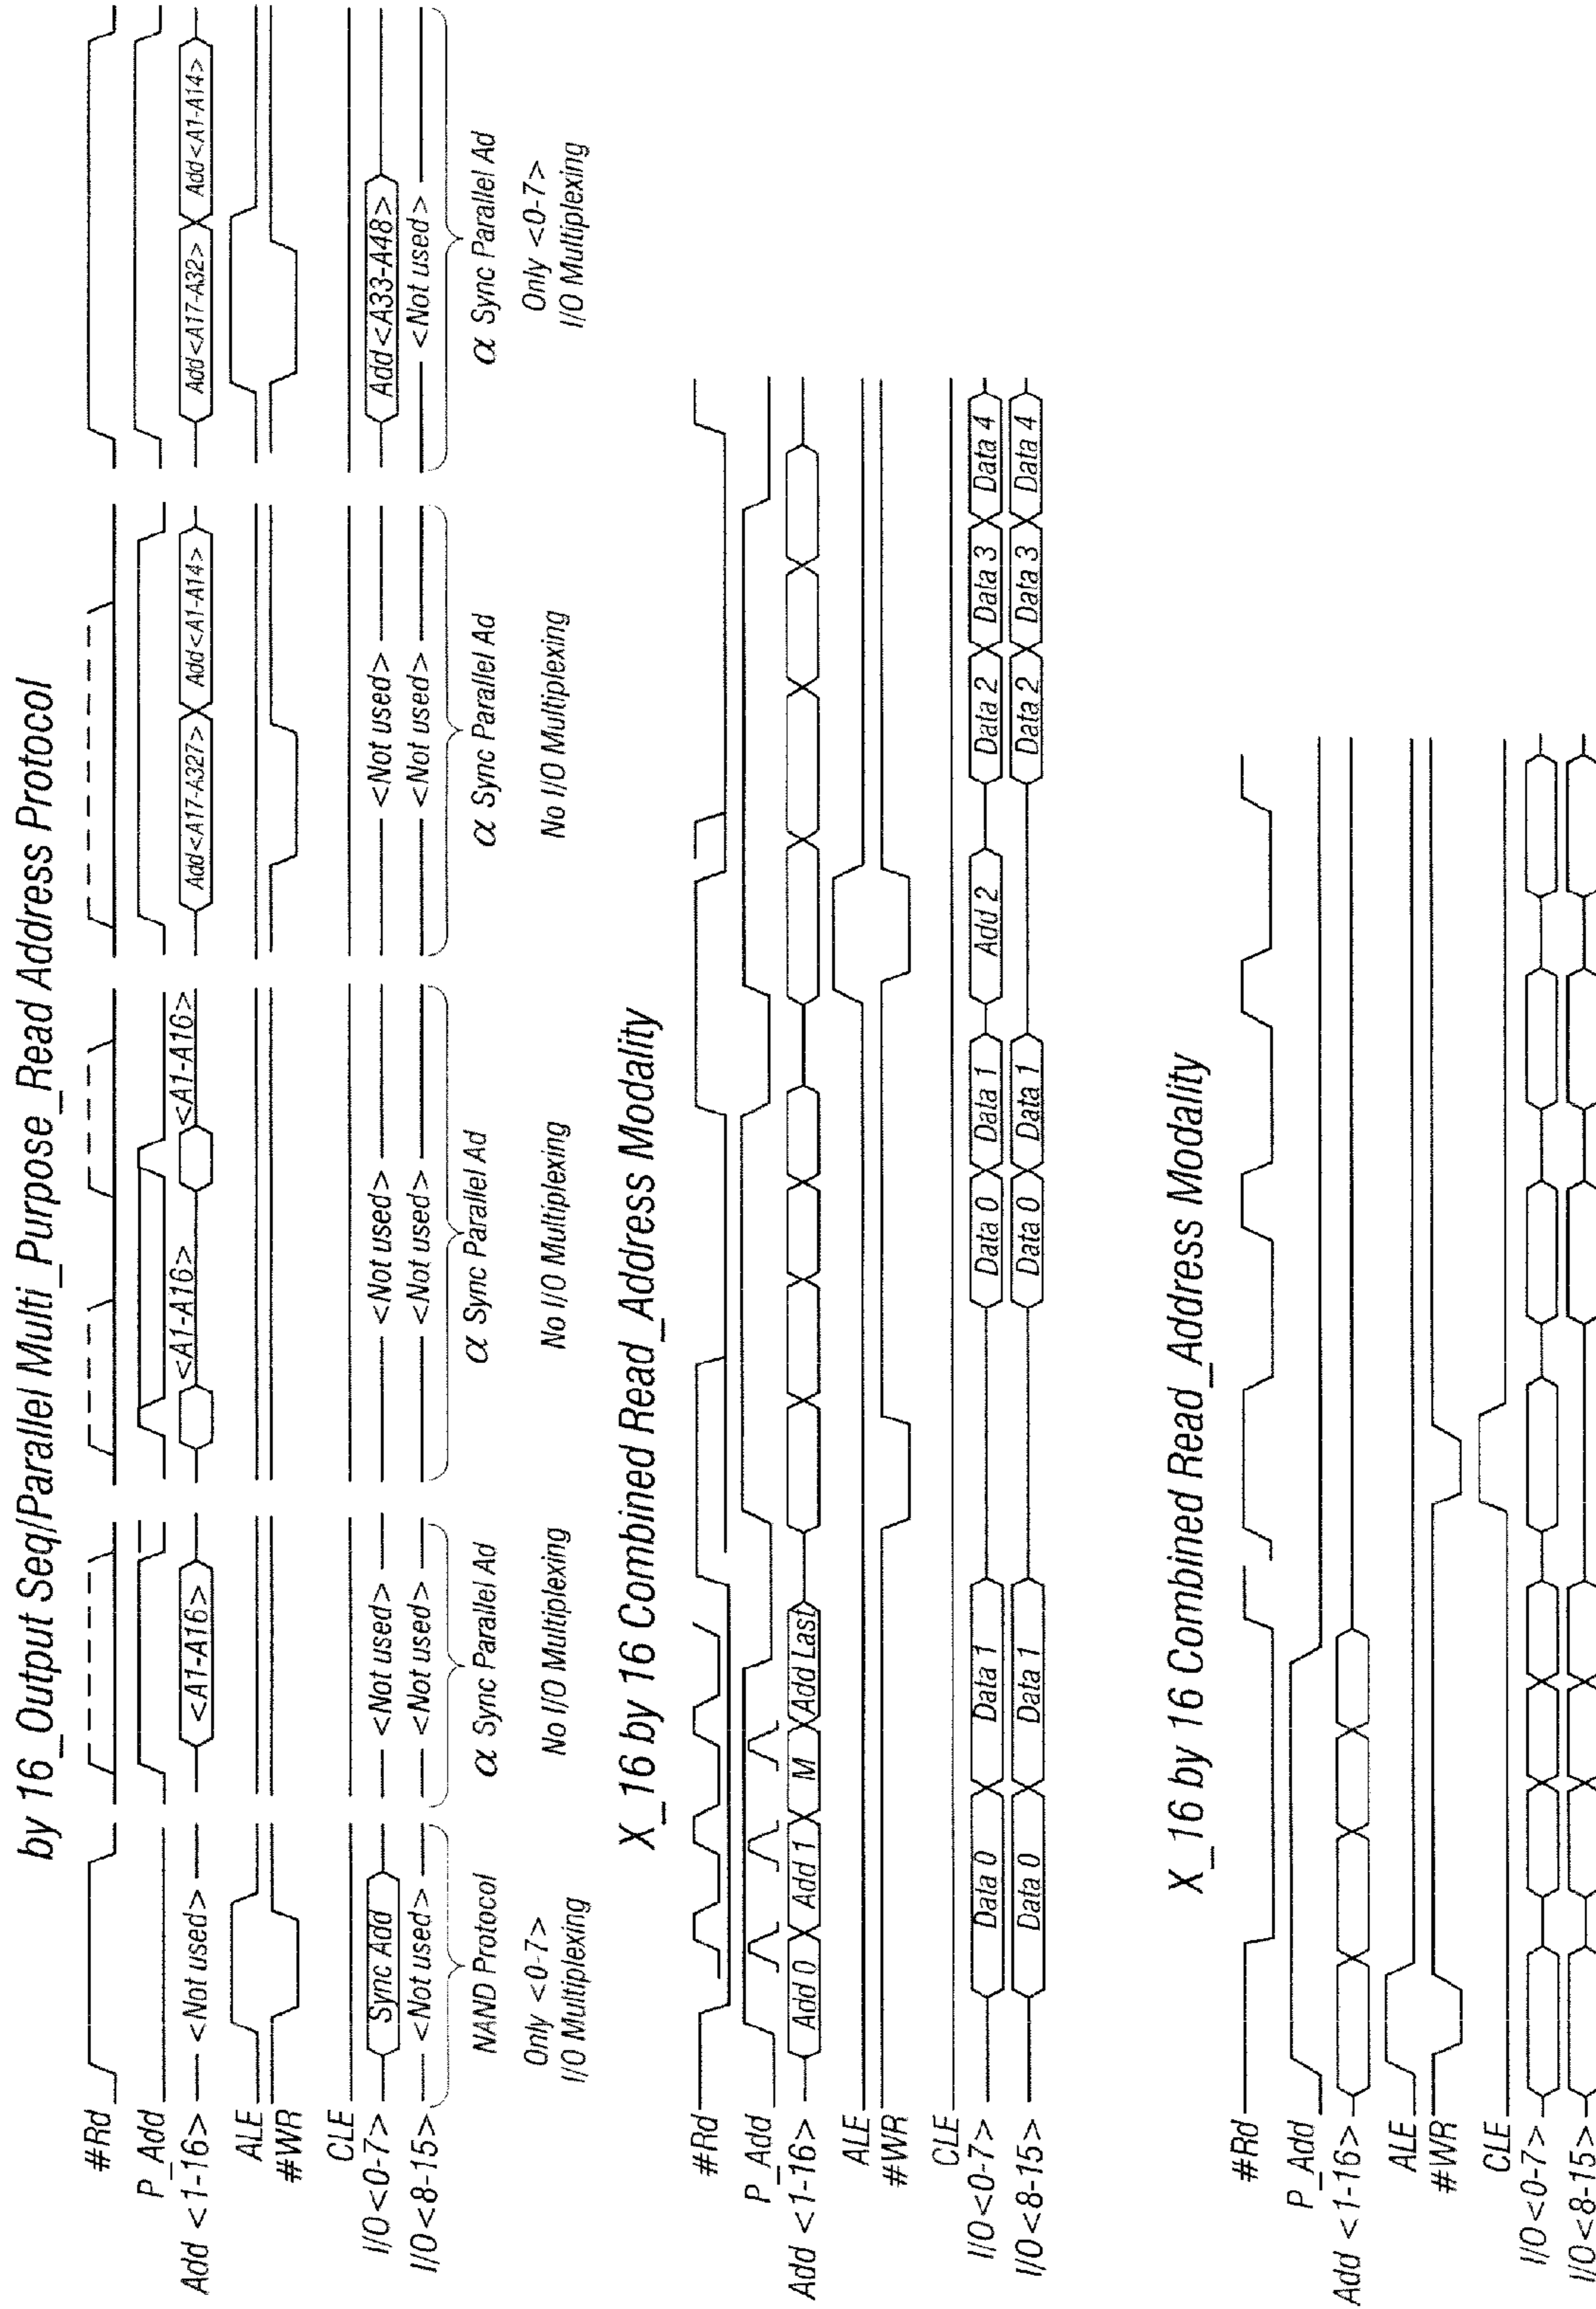 by 16_Output Seq/Parallel Multi_Purpose_Read Address Protocol
#Rd
P_Add
Add <1-16> <Not used> <A1-A16> <A1-A16> <A1-A16> Add<A17-A327> Add<A1-A14> Add<A17-A32> Add<A1-A14>
ALE
#WR
CLE
I/O<0-7> Sync Add <Not used> <Not used> <Not used> Add<A33-A48>
I/O<8-15> <Not used> <Not used> <Not used> <Not used> <Not used>
NAND Protocol α Sync Parallel Ad α Sync Parallel Ad α Sync Parallel Ad α Sync Parallel Ad
Only <0-7> No I/O Multiplexing No I/O Multiplexing No I/O Multiplexing Only <0-7>
I/O Multiplexing I/O Multiplexing
X_16 by 16 Combined Read_Address Modality
#Rd
P_Add
Add <1-16> Add 0 Add 1 M Add Last
ALE
#WR
CLE
I/O<0-7> Data 0 Data 1 Data 0 Data 1 Add 2 Data 2 Data 3 Data 4
I/O<8-15> Data 0 Data 1 Data 0 Data 1 Data 2 Data 3 Data 4
X_16 by 16 Combined Read_Address Modality
#Rd
P_Add
Add <1-16>
ALE
#WR
CLE
I/O<0-7>
I/O<8-15>